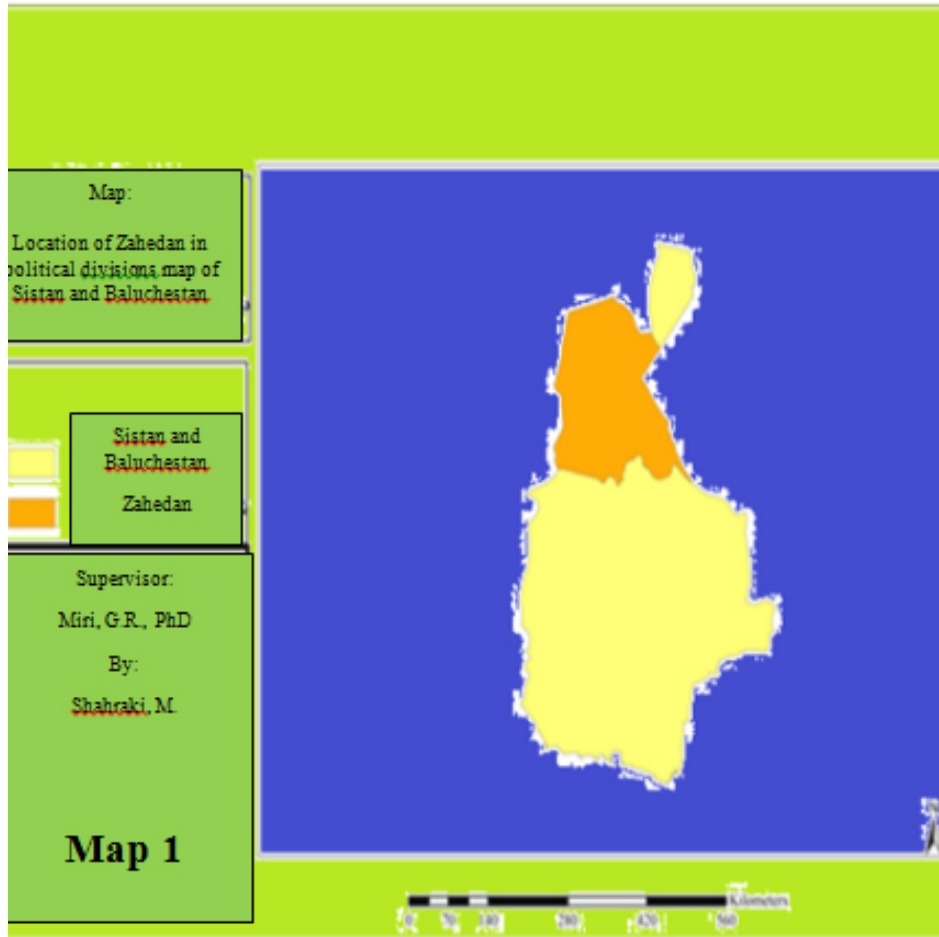 Map:
Location of Zahedan in
political divisions map of
Sistan and Baluchestan
Sistan and
Baluchestan
Zahedan
Supervisor:
Miri, G.R., PhD
By:
Shahraki, M.
Map 1
Kilometers
0 70 140 280 420 560